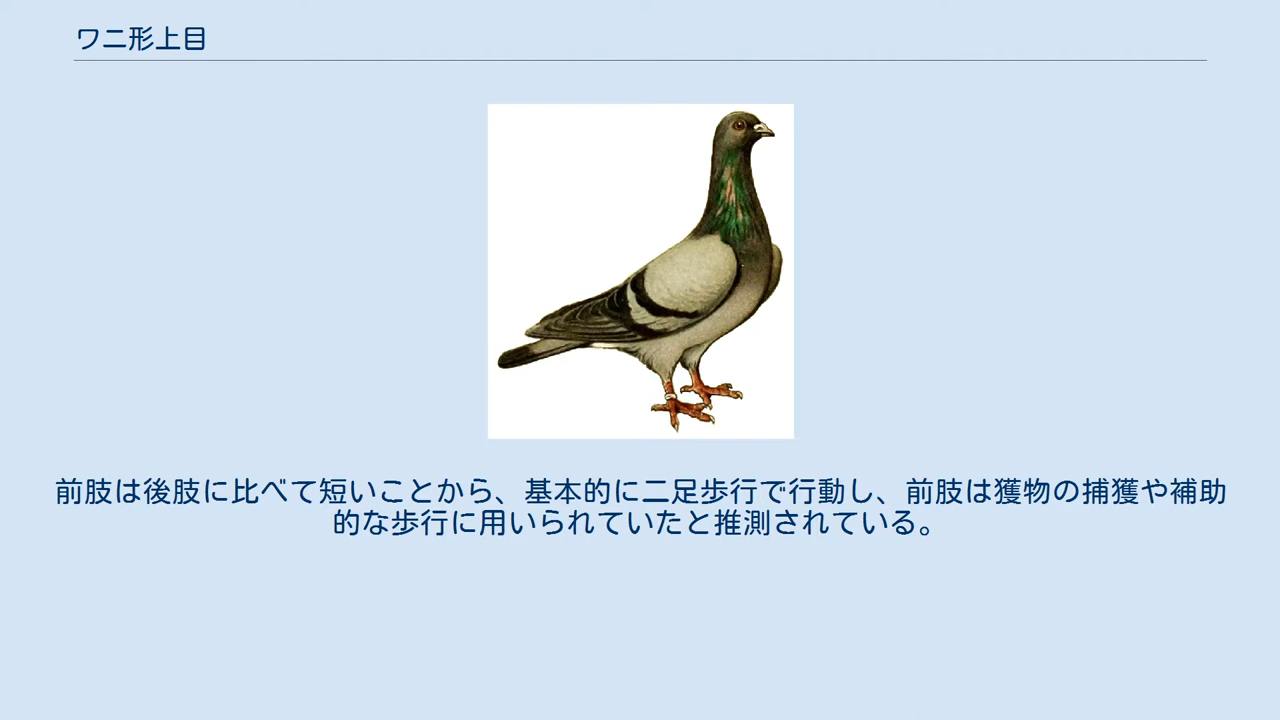 ワニ形上目
前肢は後肢に比べて短いことから、基本的に二足歩行で行動し、前肢は獲物の捕獲や補助
的な歩行に用いられていたと推測されている。